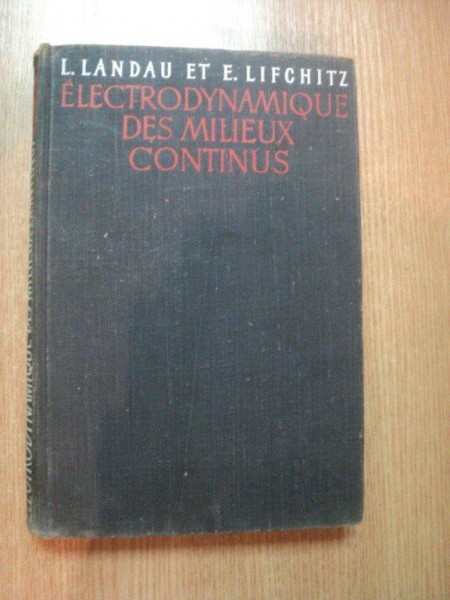 L. LANDAU ET E. LIFCHITZ
ÉLECTRODYNAMIQUE
DES MILIEUX
CONTINUS